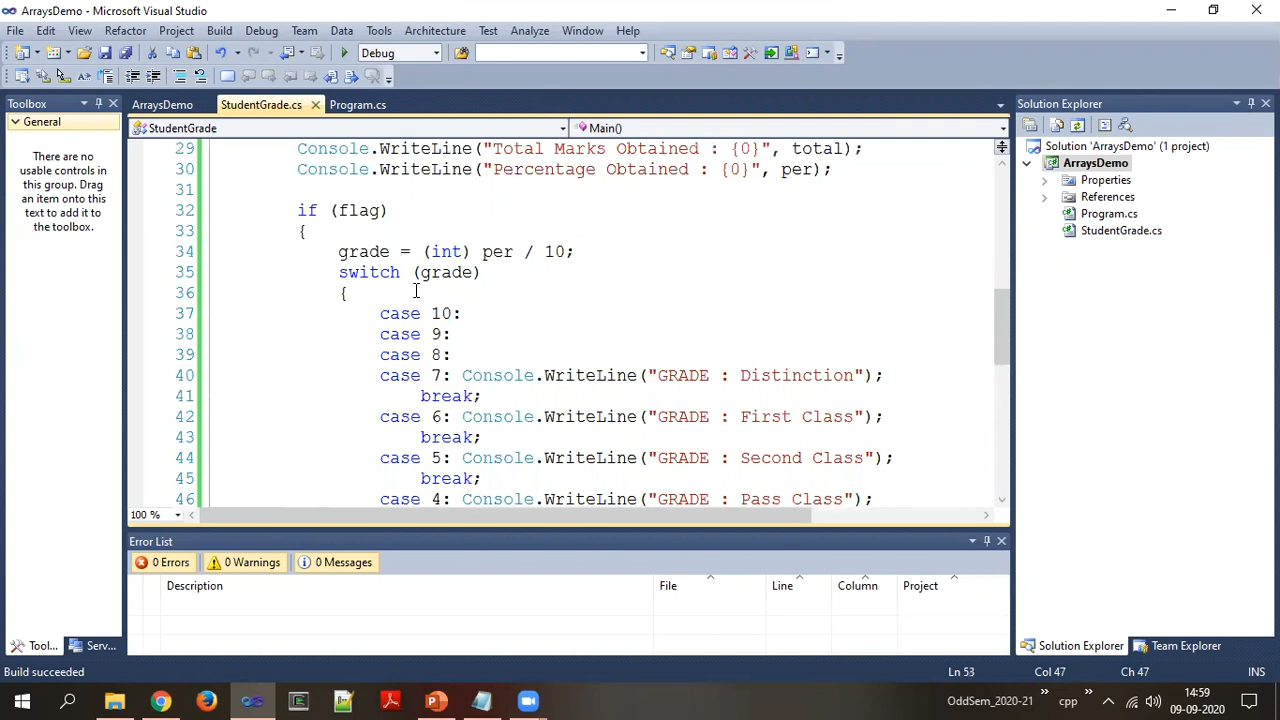 ArraysDemo - Microsoft Visual Studio
File Edit View Refactor Project Build Debug Team Data Tools Architecture Test Analyze Window Help
Debug
Toolbox
General
There are no
usable controls in
this group. Drag
an item onto this
text to add it to
the toolbox.
ArraysDemo StudentGrade.cs Program.cs
StudentGrade Main()
29 Console.WriteLine("Total Marks Obtained : {0}", total);
30 Console.WriteLine("Percentage Obtained : {0}", per);
31
32 if (flag)
33 {
34 grade = (int) per / 10;
35 switch (grade)
36 {
37 case 10:
38 case 9:
39 case 8:
40 case 7: Console.WriteLine("GRADE : Distinction");
41 break;
42 case 6: Console.WriteLine("GRADE : First Class");
43 break;
44 case 5: Console.WriteLine("GRADE : Second Class");
45 break;
46 case 4: Console.WriteLine("GRADE : Pass Class");
100 %
Error List
0 Errors 0 Warnings 0 Messages
Description File Line Column Project
Solution Explorer
Solution 'ArraysDemo' (1 project)
ArraysDemo
Properties
References
Program.cs
StudentGrade.cs
Tool... Serv...
Solution Explorer Team Explorer
Build succeeded Ln 53 Col 47 Ch 47 INS
OddSem_2020-21 cpp 14:59
09-09-2020